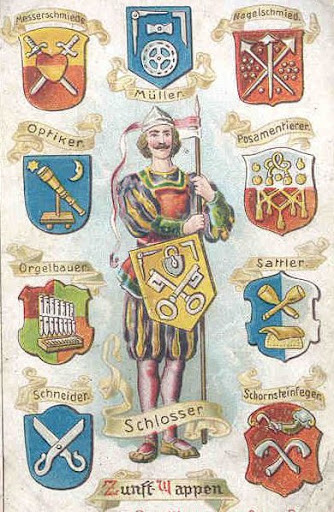 Messerschmiede.
Müller.
Nagelschmied.
Optiker.
Posamentierer.
Orgelbauer.
Sattler.
Schneider.
Schornsteinfeger.
Schlosser
Zunft-Wappen